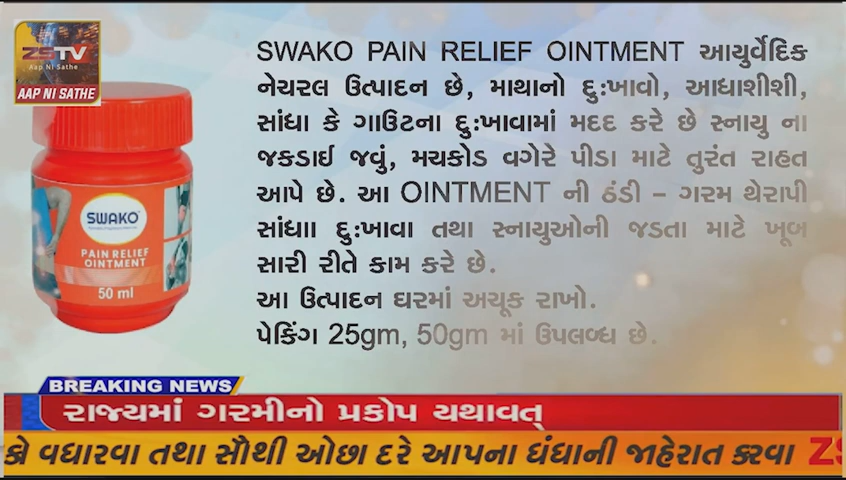 ZSTV
Aap Ni Sathe
AAP NI SATHE
SWAKO PAIN RELIEF OINTMENT આયુર્વેદિક
નેચરલ ઉત્પાદન છે, માથાનો દુઃખાવો, આધાશીશી,
સાંધા કે ગાઉટના દુઃખાવામાં મદદ કરે છે સ્નાયુ ના
જકડાઈ જવું, મચકોડ વગેરે પીડા માટે તુરંત રાહત
આપે છે. આ OINTMENT ની ઠંડી – ગરમ થેરાપી
સાંધાા દુઃખાવા તથા સ્નાયુઓની જડતા માટે ખૂબ
સારી રીતે કામ કરે છે.
આ ઉત્પાદન ઘરમાં અચૂક રાખો.
પેકિંગ 25gm, 50gm માં ઉપલબ્ધ છે.
SWAKO
PAIN RELIEF
OINTMENT
50 ml
BREAKING NEWS
રાજ્યમાં ગરમીનો પ્રકોપ યથાવત્
ક્રો વધારવા તથા સૌથી ઓછા દરે આપના ધંધાની જાહેરાત કરવા ZS